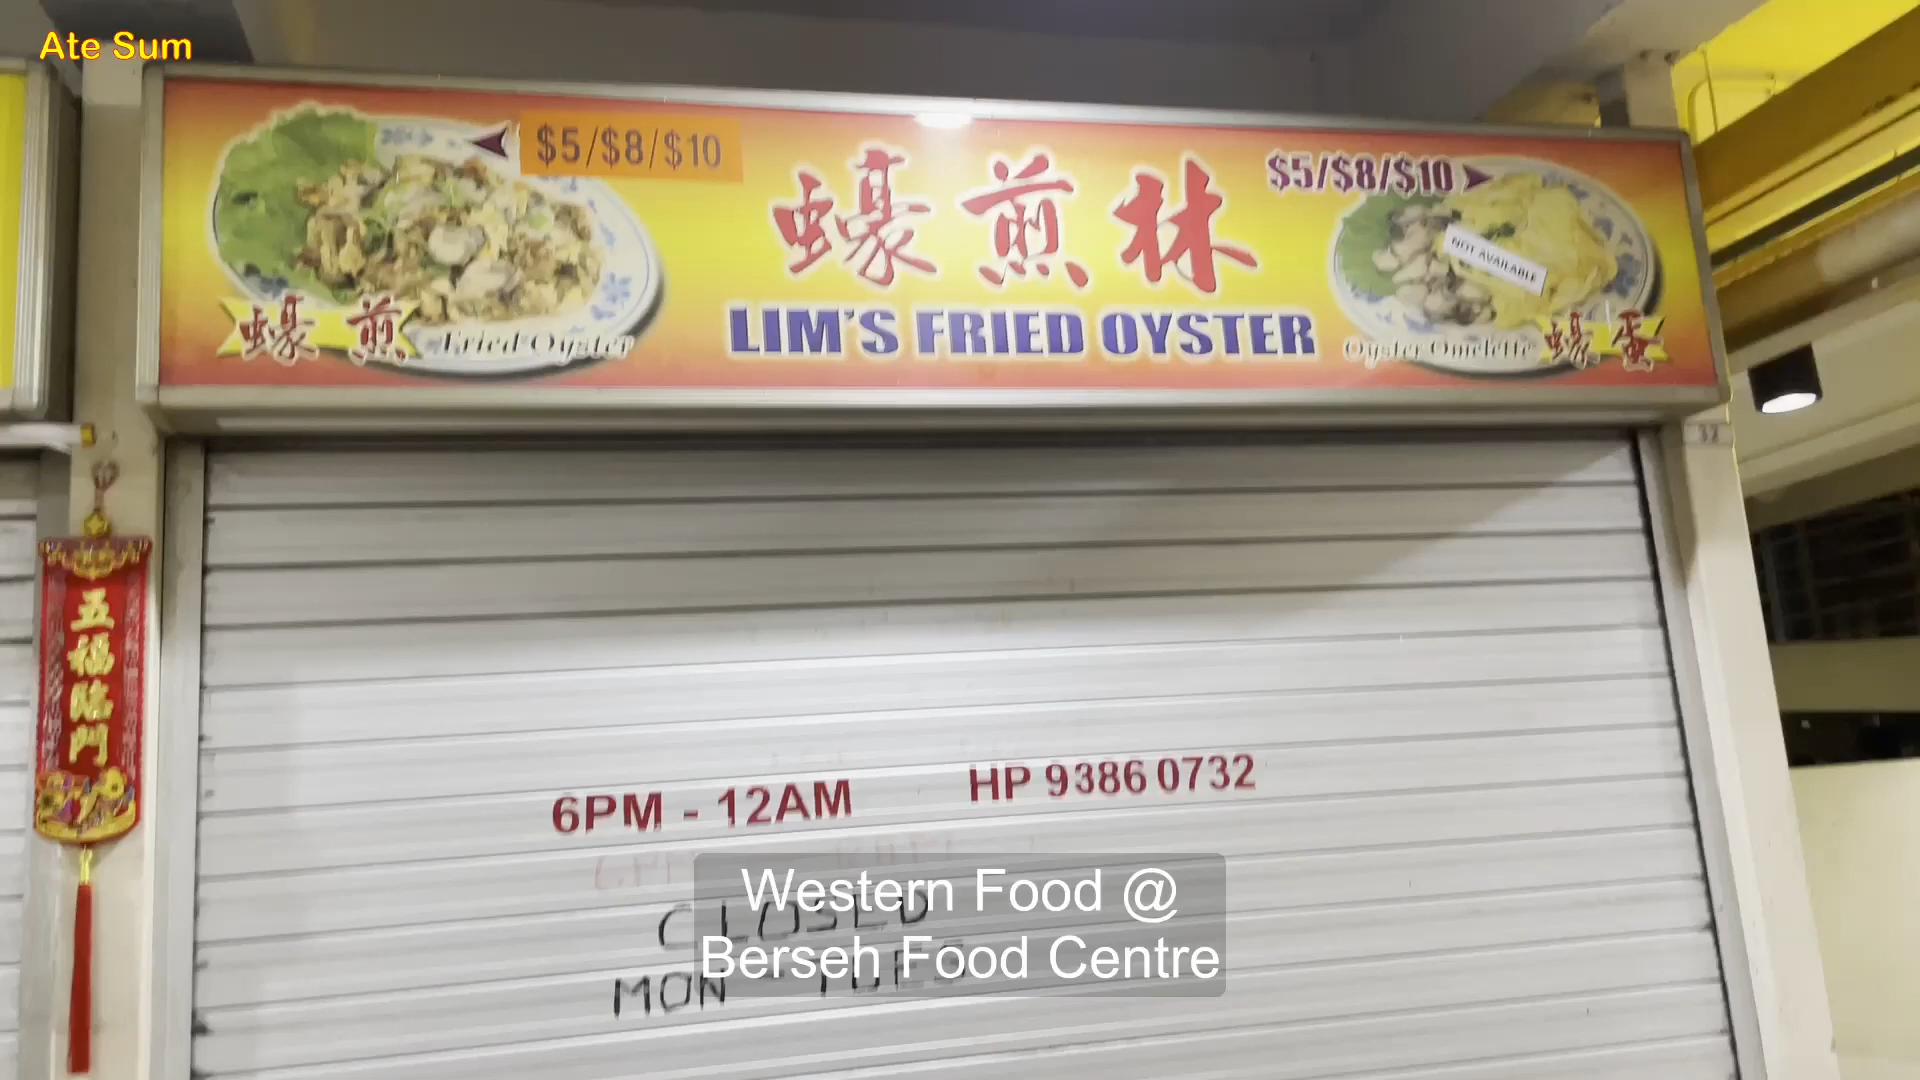 Ate Sum
$5/$8/$10
蠔煎林
$5/$8/$10
NOT AVAILABLE
LIM'S FRIED OYSTER
蠔煎 Fried Oyster
Oyster Omelette 蠔蛋
32
五福臨門
6PM - 12AM
HP 9386 0732
CLOSED
MON - TUES
Western Food @
Berseh Food Centre